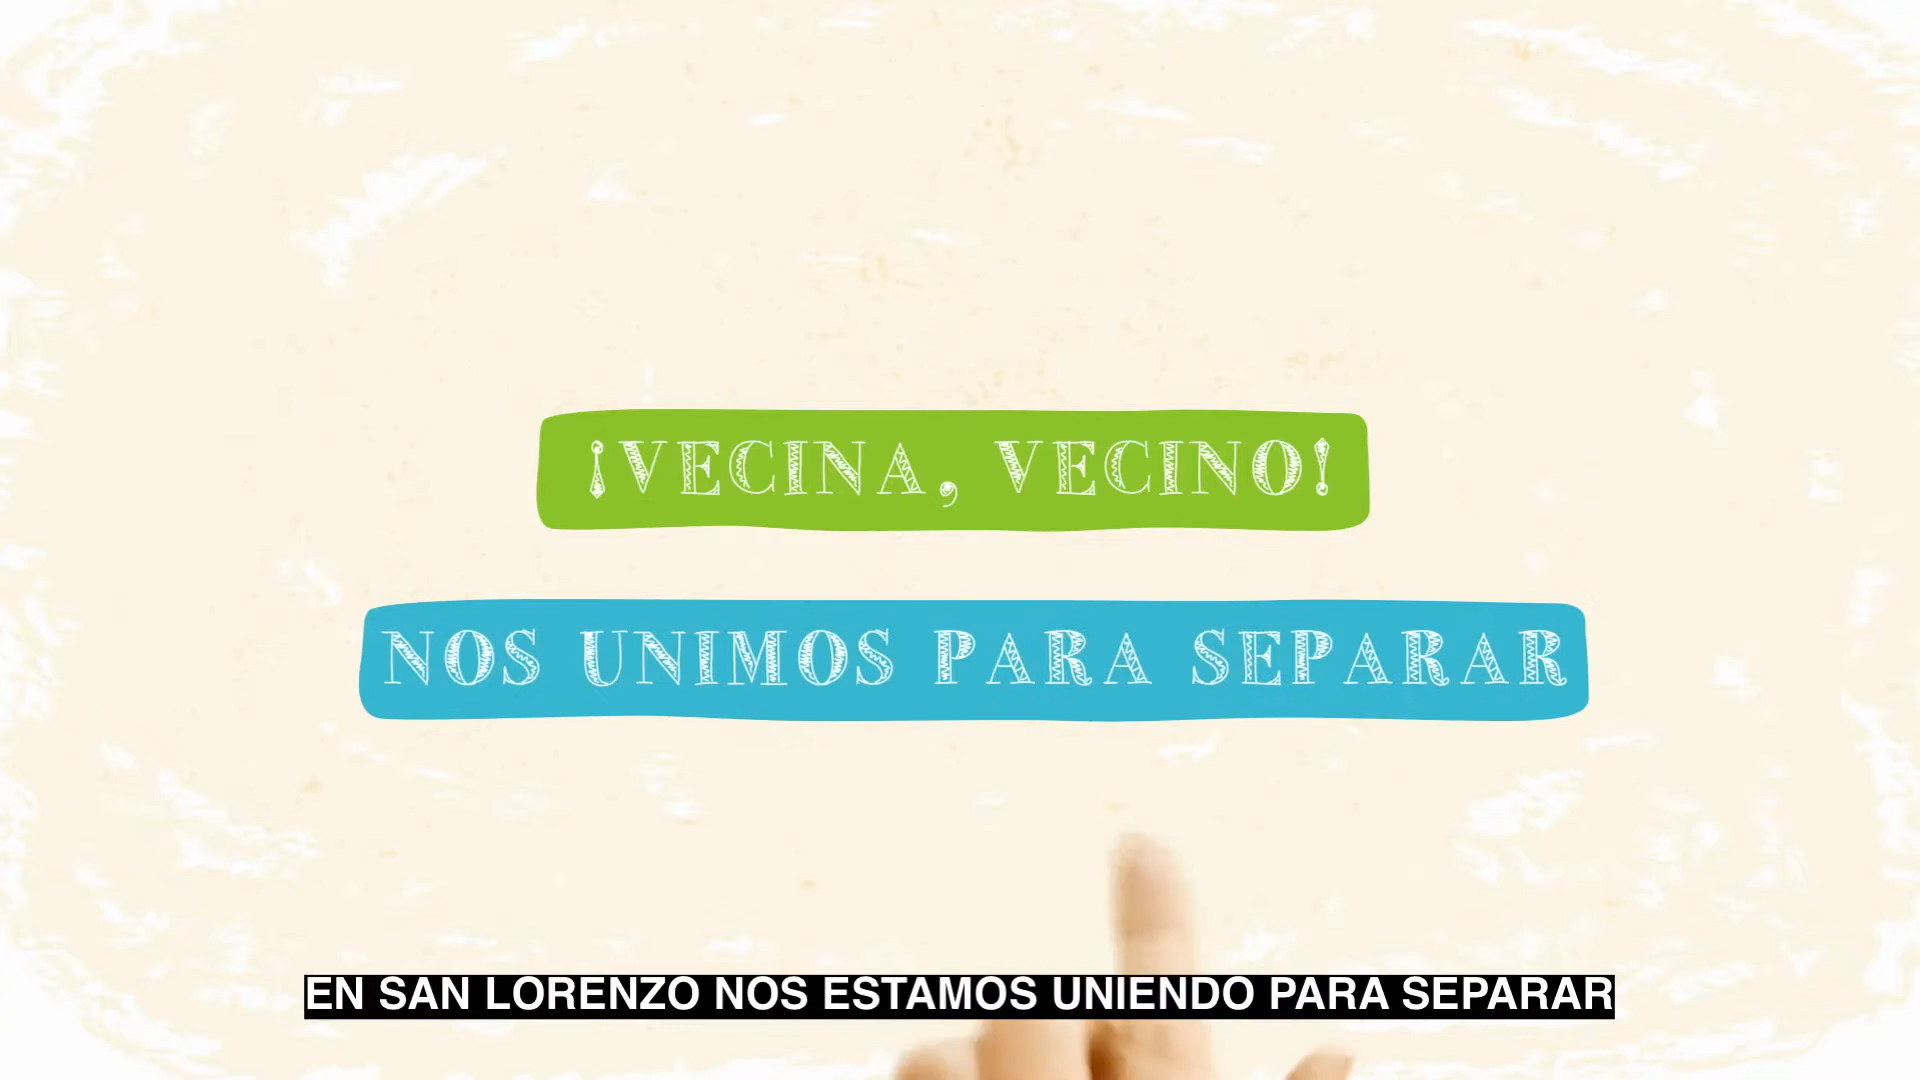 ¡VECINA, VECINO!
NOS UNIMOS PARA SEPARAR
EN SAN LORENZO NOS ESTAMOS UNIENDO PARA SEPARAR